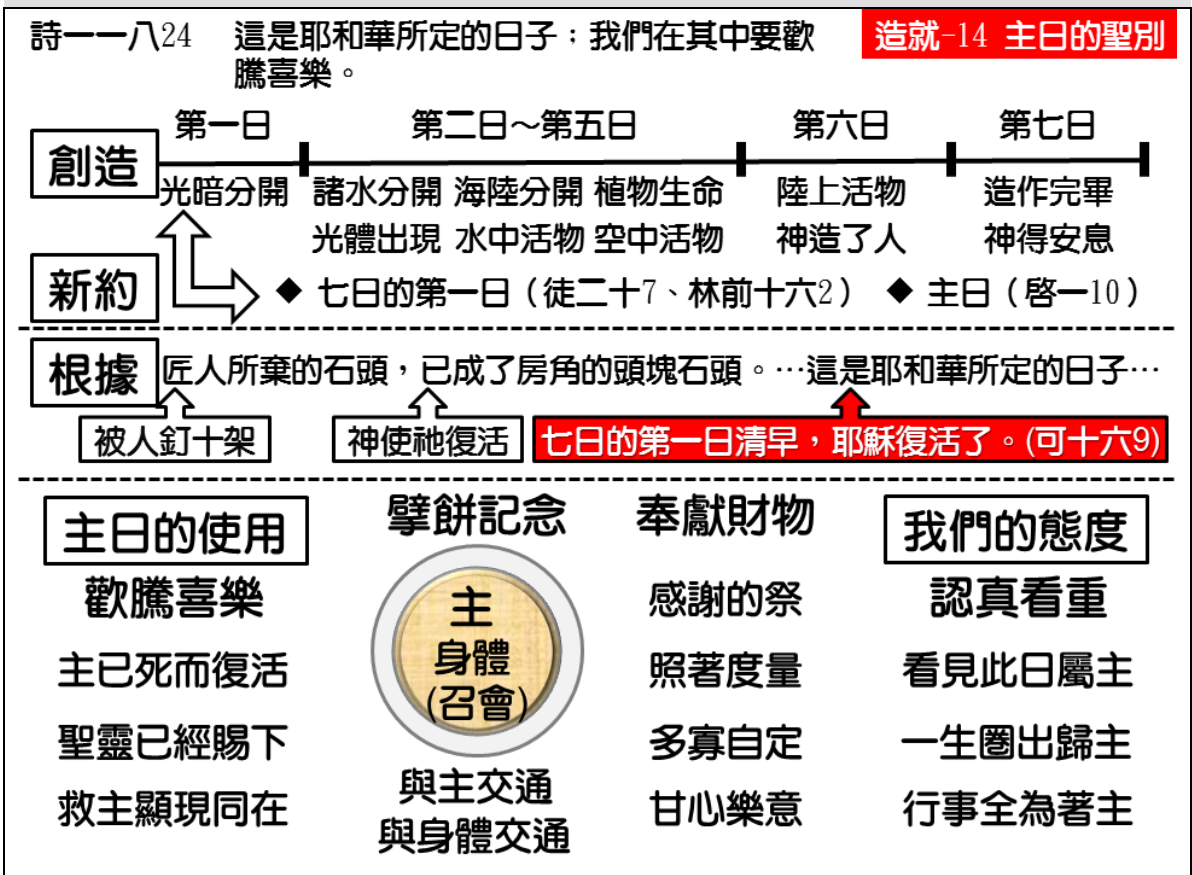 詩一一八24 這是耶和華所定的日子；我們在其中要歡
騰喜樂。
造就-14 主日的聖別
第一日 第二日～第五日 第六日 第七日
創造
光暗分開 諸水分開 海陸分開 植物生命 陸上活物 造作完畢
光體出現 水中活物 空中活物 神造了人 神得安息
新約 ◆ 七日的第一日（徒二十7、林前十六2） ◆ 主日（啓一10）
根據 匠人所棄的石頭，已成了房角的頭塊石頭。…這是耶和華所定的日子…
被人釘十架 神使祂復活 七日的第一日清早，耶穌復活了。(可十六9)
主日的使用
歡騰喜樂
主已死而復活
聖靈已經賜下
救主顯現同在
擘餅記念
主
身體
(召會)
與主交通
與身體交通
奉獻財物
感謝的祭
照著度量
多寡自定
甘心樂意
我們的態度
認真看重
看見此日屬主
一生圈出歸主
行事全為著主